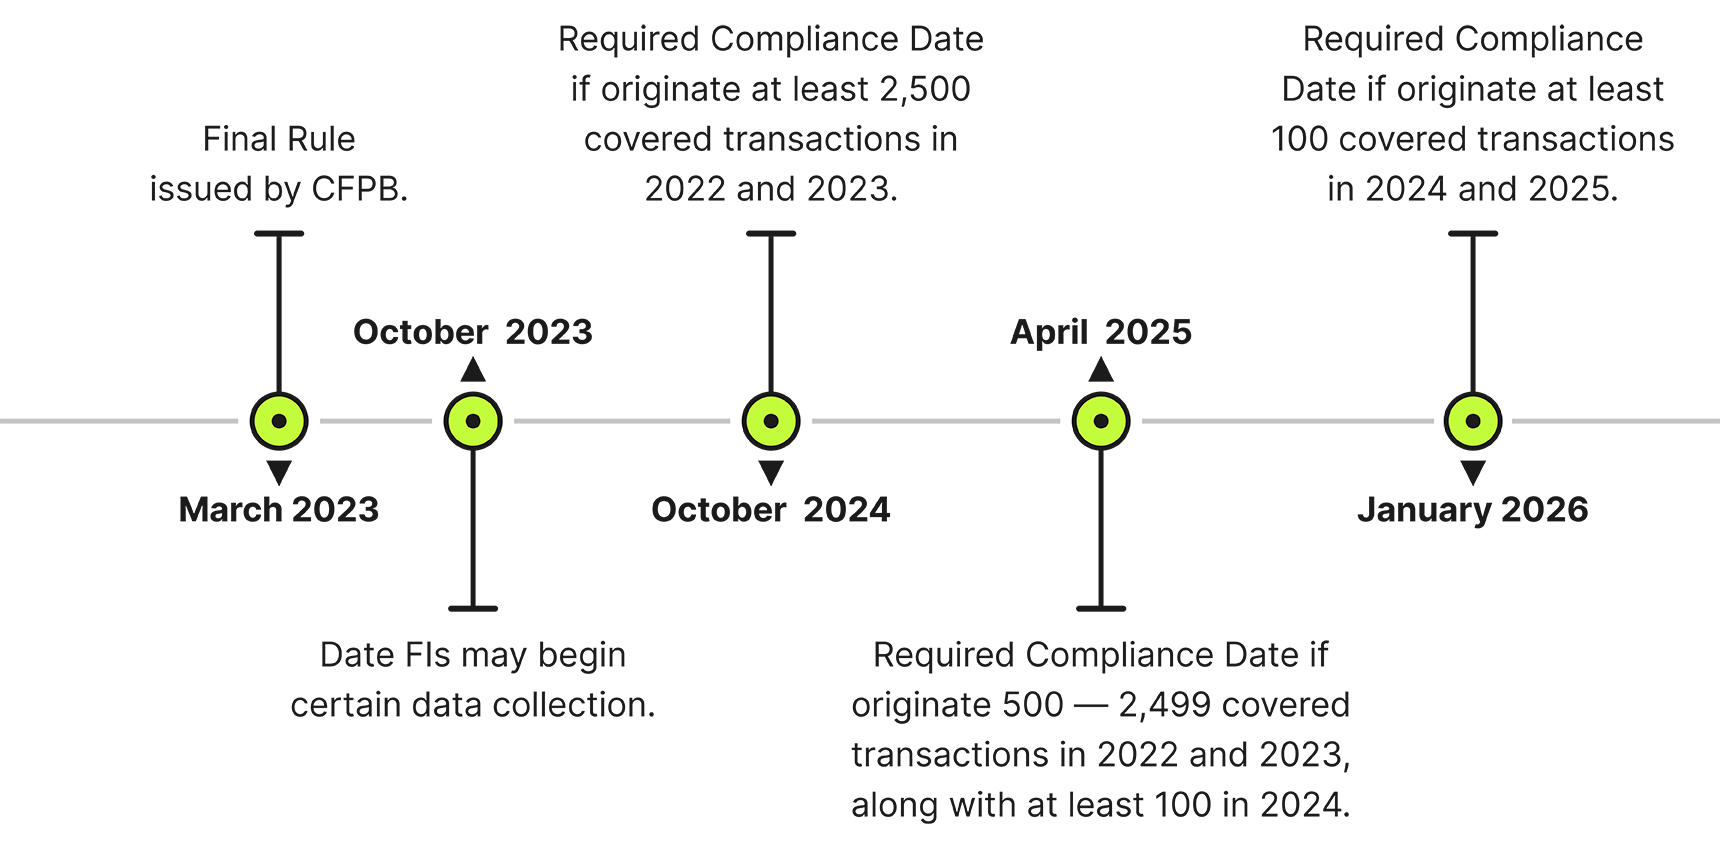 Final Rule
issued by CFPB.
March 2023
October 2023
Date FIs may begin
certain data collection.
Required Compliance Date
if originate at least 2,500
covered transactions in
2022 and 2023.
October 2024
April 2025
Required Compliance Date if
originate 500 — 2,499 covered
transactions in 2022 and 2023,
along with at least 100 in 2024.
Required Compliance
Date if originate at least
100 covered transactions
in 2024 and 2025.
January 2026